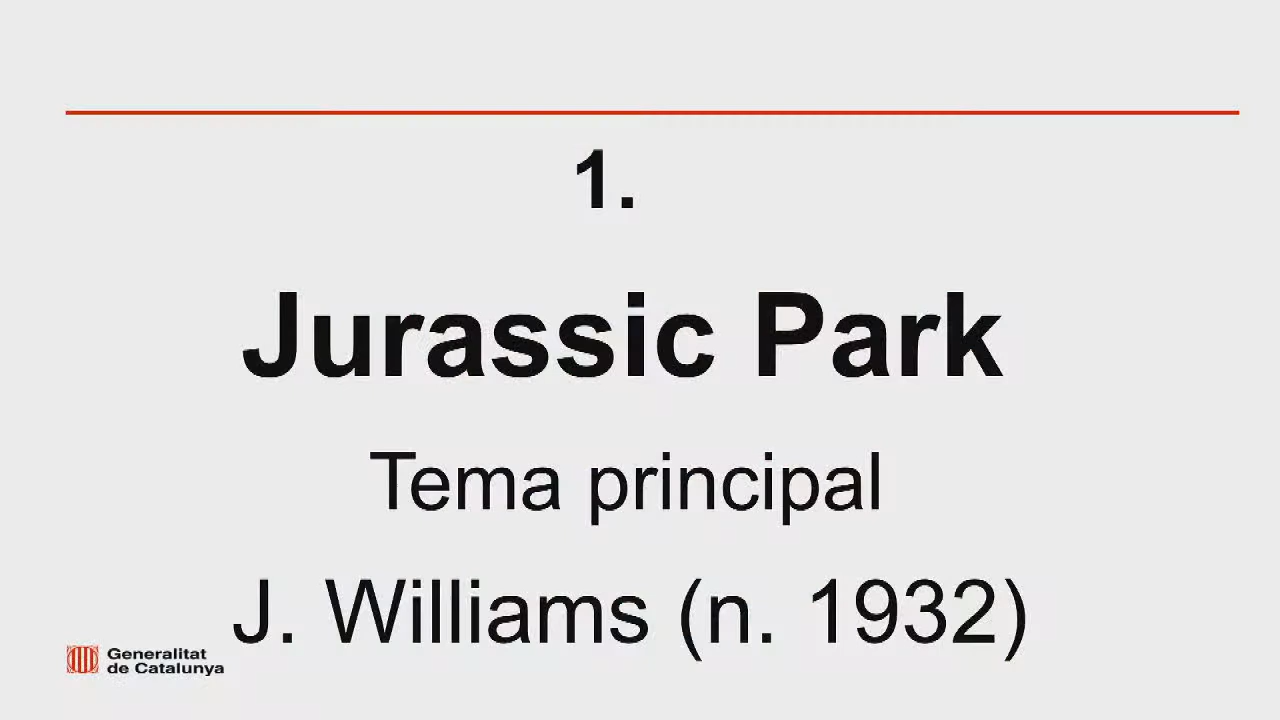 1.
Jurassic Park
Tema principal
J. Williams (n. 1932)
Generalitat
de Catalunya